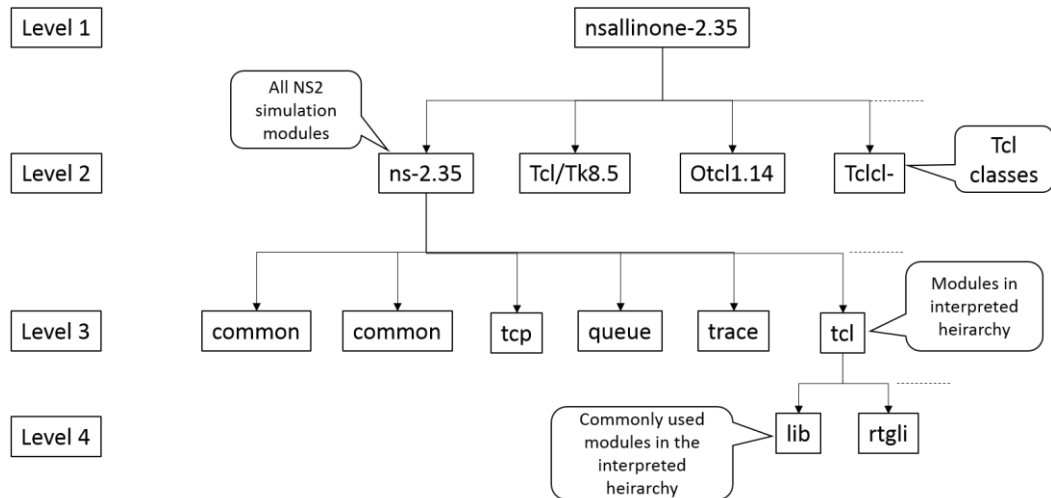 Level 1
nsallinone-2.35
All NS2
simulation
modules
Level 2
ns-2.35
Tcl/Tk8.5
Otcl1.14
Tclcl-
Tcl
classes
Level 3
common
common
tcp
queue
trace
tcl
Modules in
interpreted
heirarchy
Level 4
Commonly used
modules in the
interpreted
heirarchy
lib
rtgli